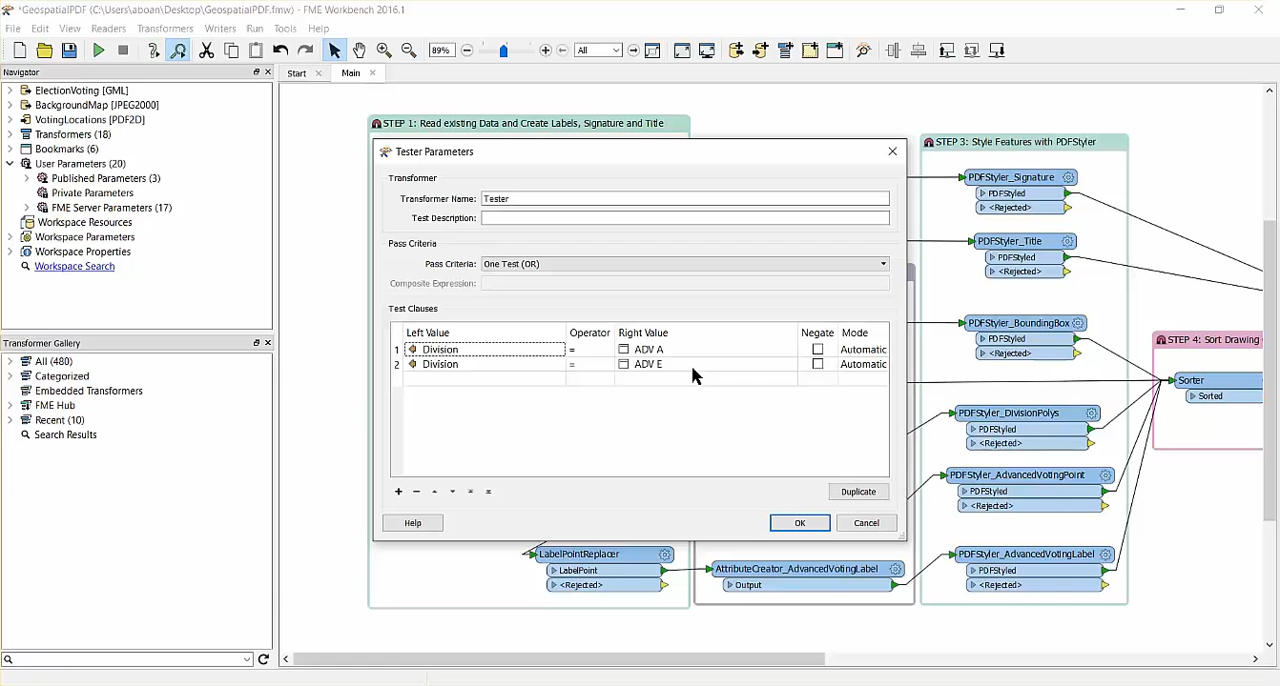 *GeospatialPDF (C:\Users\aboan\Desktop\GeospatialPDF.fmw) - FME Workbench 2016.1
File Edit View Readers Transformers Writers Run Tools Help
89% All
Navigator
ElectionVoting [GML]
BackgroundMap [JPEG2000]
VotingLocations [PDF2D]
Transformers (18)
Bookmarks (6)
User Parameters (20)
Published Parameters (3)
Private Parameters
FME Server Parameters (17)
Workspace Resources
Workspace Parameters
Workspace Properties
Workspace Search
Transformer Gallery
All (480)
Categorized
Embedded Transformers
FME Hub
Recent (10)
Search Results
Start Main
STEP 1: Read existing Data and Create Labels, Signature and Title
Tester Parameters
Transformer
Transformer Name: Tester
Test Description:
Pass Criteria
Pass Criteria: One Test (OR)
Composite Expression:
Test Clauses
Left Value Operator Right Value Negate Mode
1 Division = ADV A Automatic
2 Division = ADV E Automatic
Duplicate
Help OK Cancel
LabelPointReplacer
LabelPoint
<Rejected>
AttributeCreator_AdvancedVotingLabel
Output
STEP 3: Style Features with PDFStyler
PDFStyler_Signature
PDFStyled
<Rejected>
PDFStyler_Title
PDFStyled
<Rejected>
PDFStyler_BoundingBox
PDFStyled
<Rejected>
PDFStyler_DivisionPolys
PDFStyled
<Rejected>
PDFStyler_AdvancedVotingPoint
PDFStyled
<Rejected>
PDFStyler_AdvancedVotingLabel
PDFStyled
<Rejected>
STEP 4: Sort Drawing
Sorter
Sorted